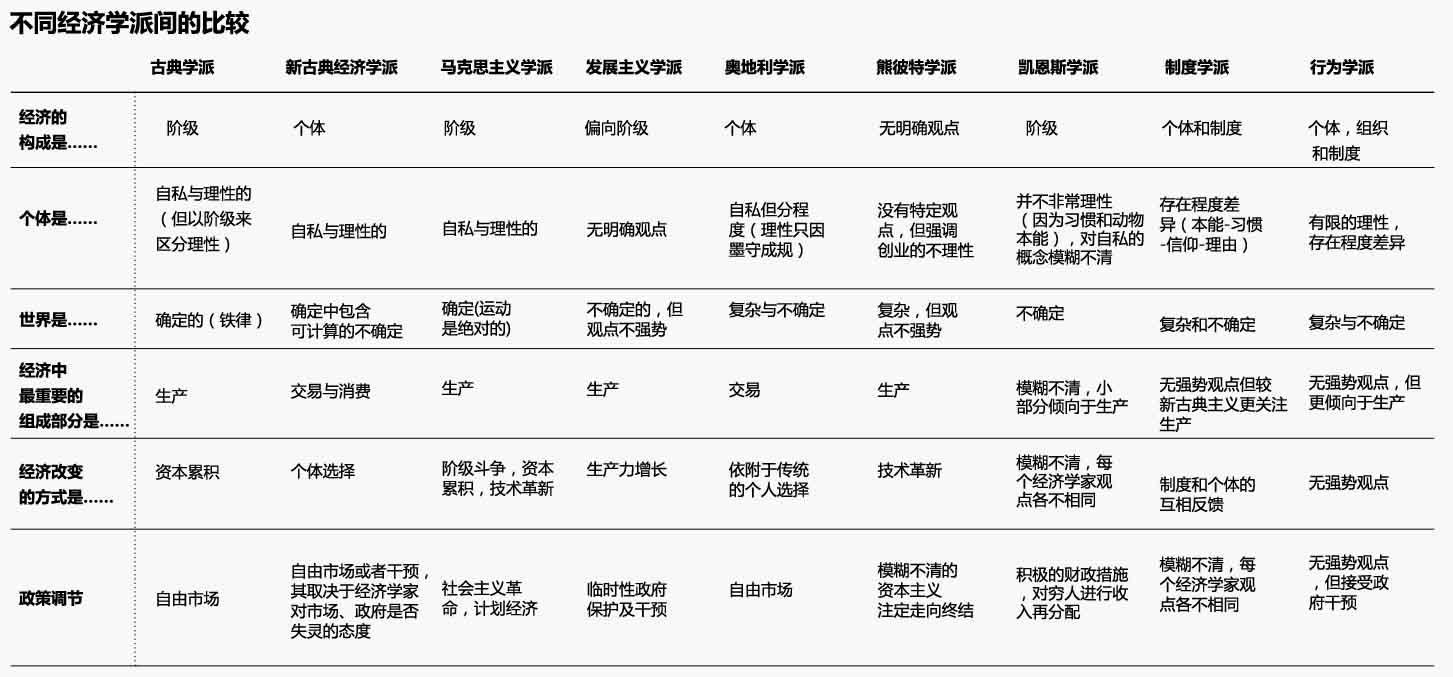 不同经济学派间的比较
古典学派
新古典经济学派
马克思主义学派
发展主义学派
奥地利学派
熊彼特学派
凯恩斯学派
制度学派
行为学派
经济的
构成是......
阶级
个体
阶级
偏向阶级
个体
无明确观点
阶级
个体和制度
个体，组织
和制度
个体是......
自私与理性的
（但以阶级来
区分理性）
自私与理性的
自私与理性的
无明确观点
自私但分程
度（理性只因
墨守成规）
没有特定观
点，但强调
创业的不理性
并不非常理性
（因为习惯和动物
本能），对自私的
概念模糊不清
存在程度差
异（本能-习惯
-信仰-理由）
有限的理性，
存在程度差异
世界是......
确定的（铁律）
确定中包含
可计算的不确定
确定(运动
是绝对的)
不确定的，但
观点不强势
复杂与不确定
复杂，但观
点不强势
不确定
复杂和不确定
复杂与不确定
经济中
最重要的
组成部分是......
生产
交易与消费
生产
生产
交易
生产
模糊不清，小
部分倾向于生产
无强势观点但较
新古典主义更关注
生产
无强势观点，但
更倾向于生产
经济改变
的方式是......
资本累积
个体选择
阶级斗争，资本
累积，技术革新
生产力增长
依附于传统
的个人选择
技术革新
模糊不清，每
个经济学家观
点各不相同
制度和个体的
互相反馈
无强势观点
政策调节
自由市场
自由市场或者干预，
其取决于经济学家
对市场、政府是否
失灵的态度
社会主义革
命，计划经济
临时性政府
保护及干预
自由市场
模糊不清的
资本主义
注定走向终结
积极的财政措施
，对穷人进行收
入再分配
模糊不清，每
个经济学家观
点各不相同
无强势观点
，但接受政
府干预